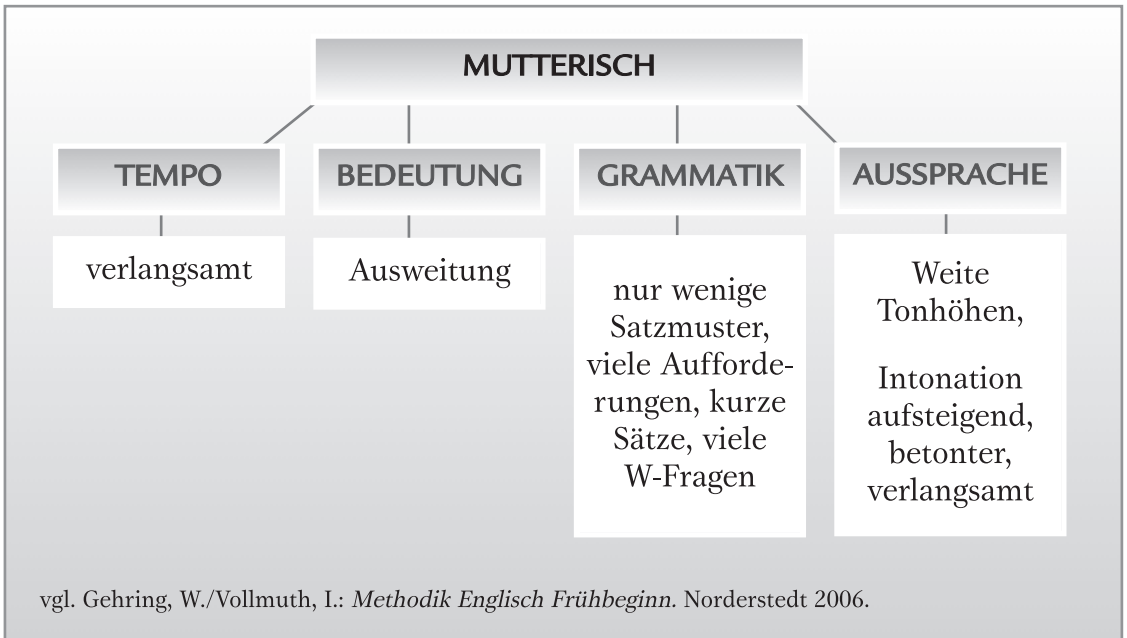 MUTTERISCH
TEMPO
verlangsamt
BEDEUTUNG
Ausweitung
GRAMMATIK
nur wenige
Satzmuster,
viele Aufforde-
rungen, kurze
Sätze, viele
W-Fragen
AUSSPRACHE
Weite
Tonhöhen,
Intonation
aufsteigend,
betonter,
verlangsamt
vgl. Gehring, W./Vollmuth, I.: Methodik Englisch Frühbeginn. Norderstedt 2006.